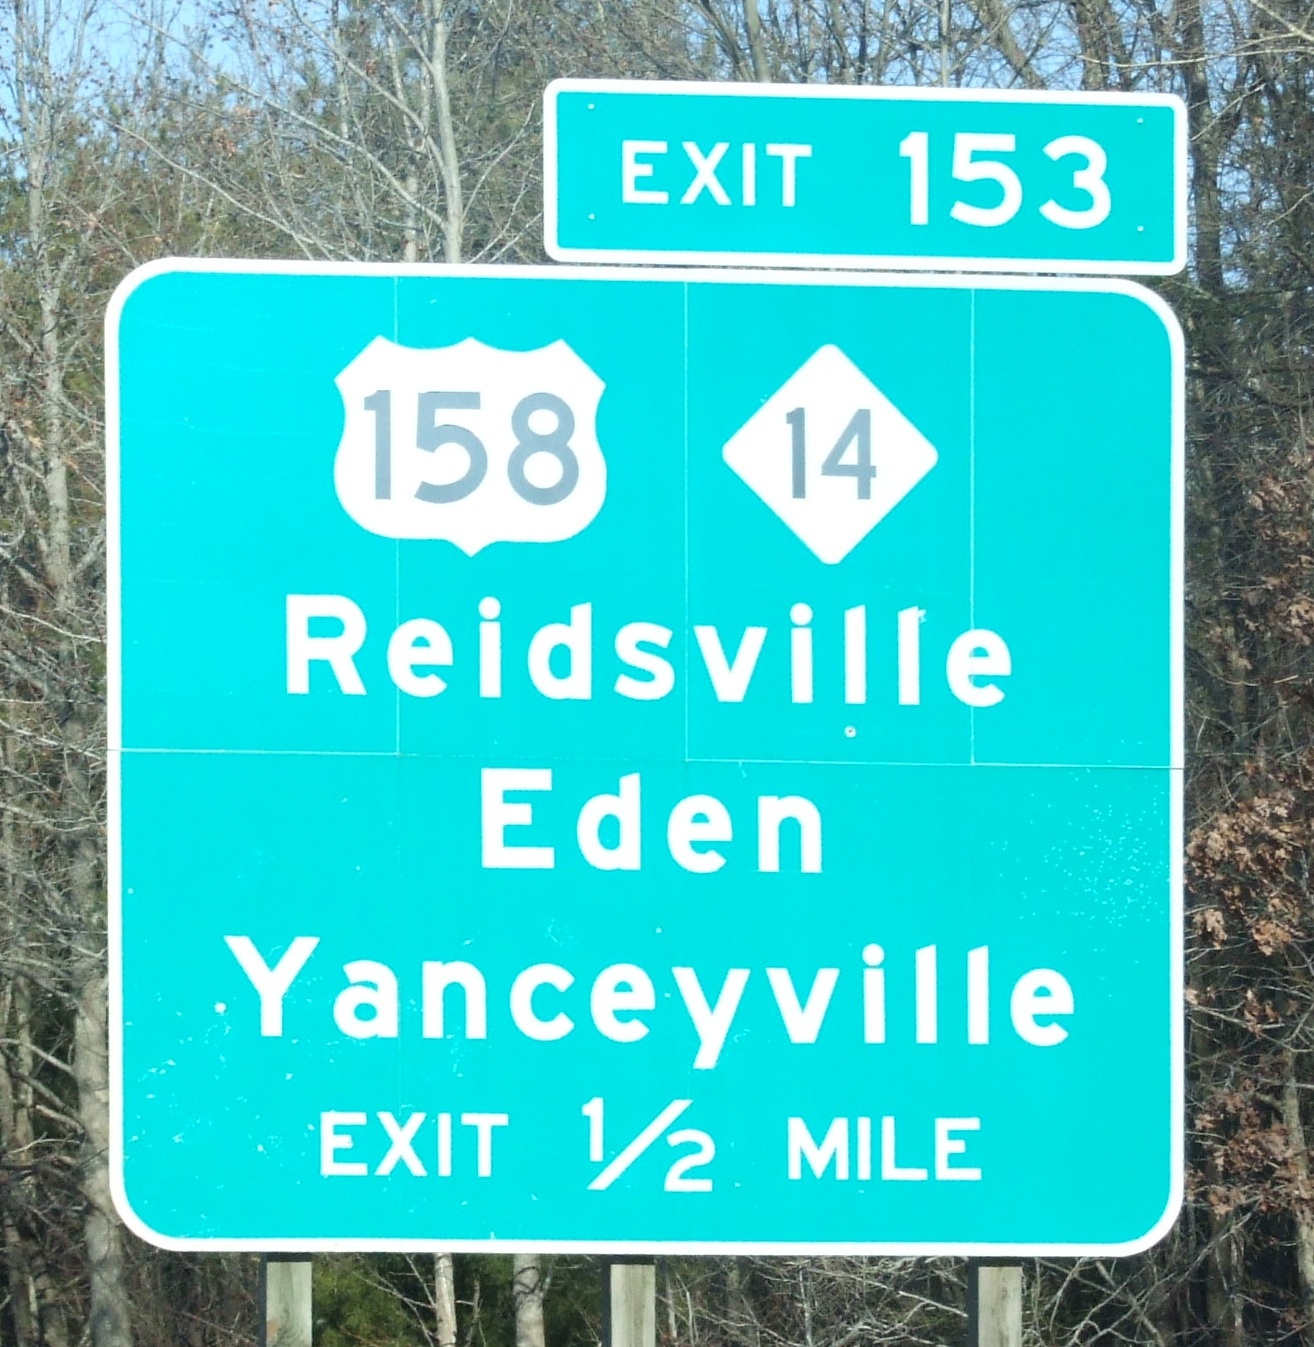 EXIT 153
158 14
Reidsville
Eden
Yanceyville
EXIT 1/2 MILE